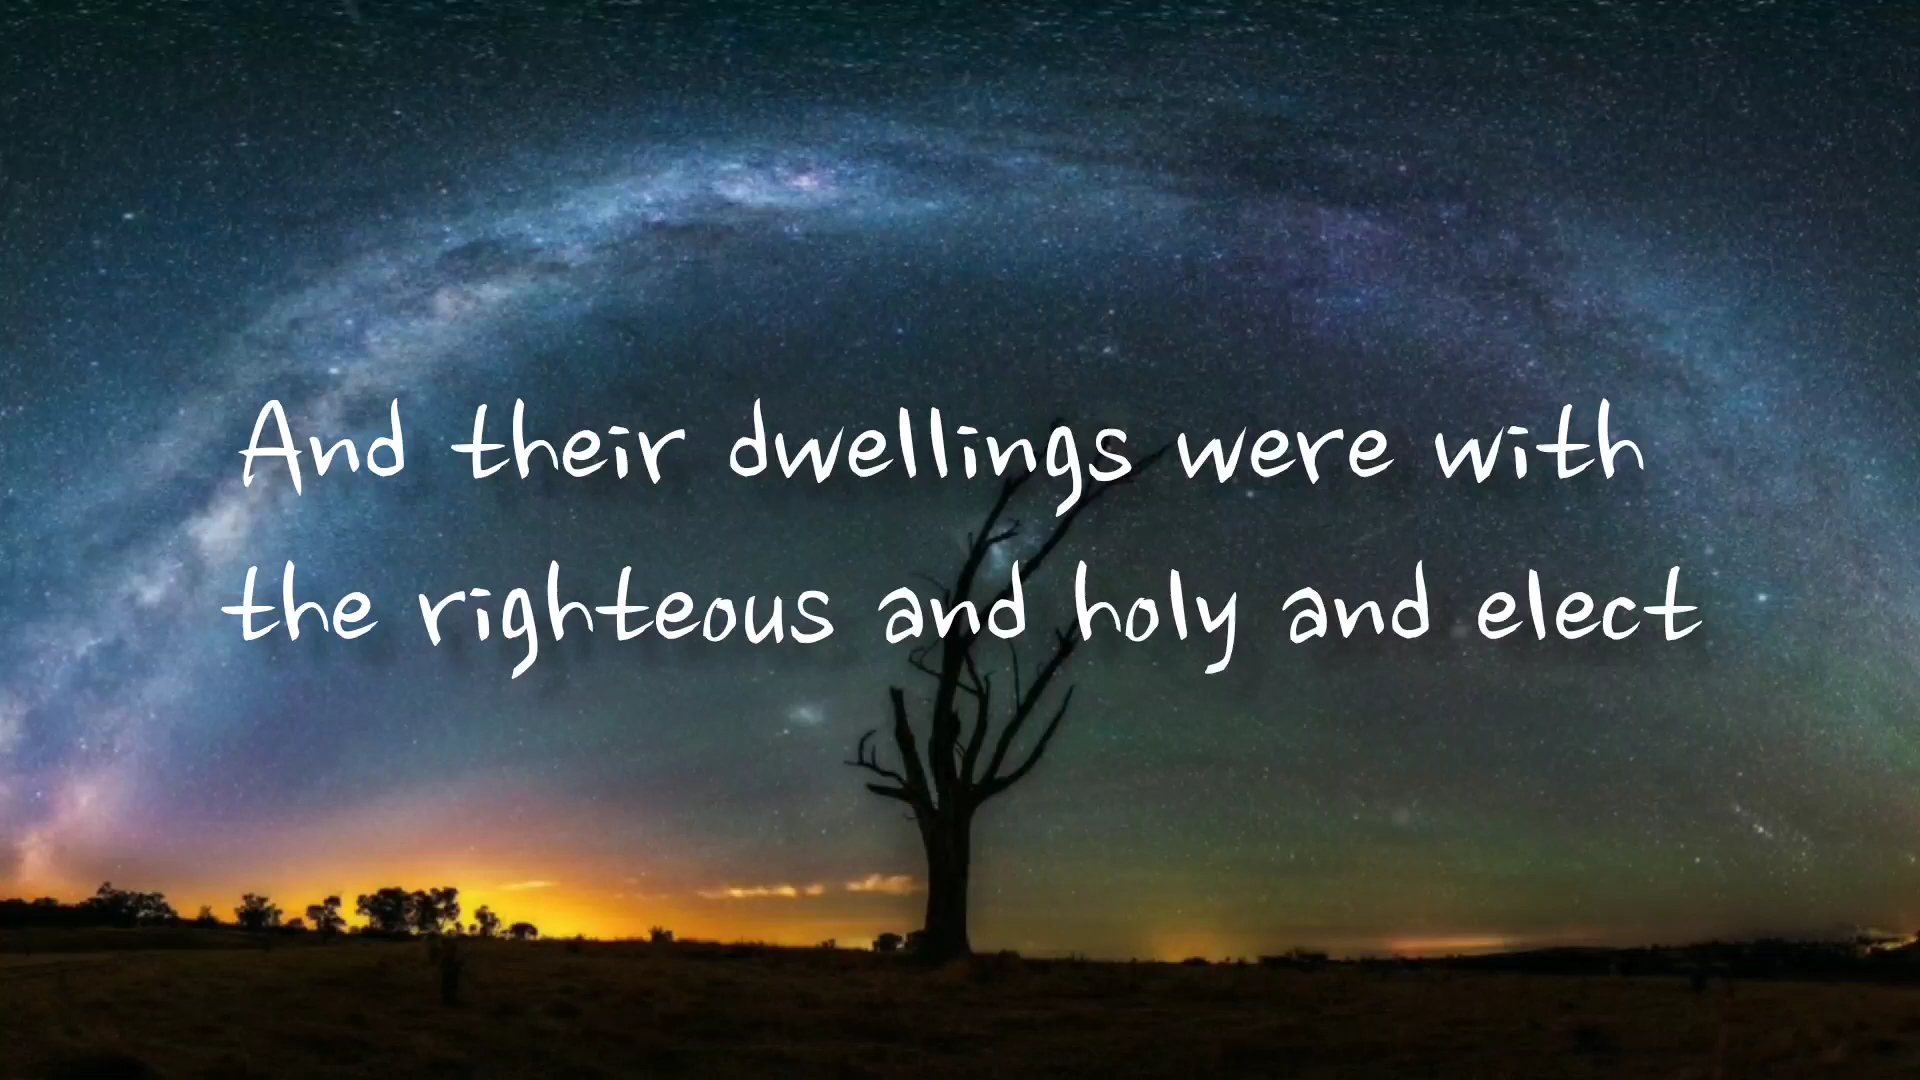 And their dwellings were with
the righteous and holy and elect